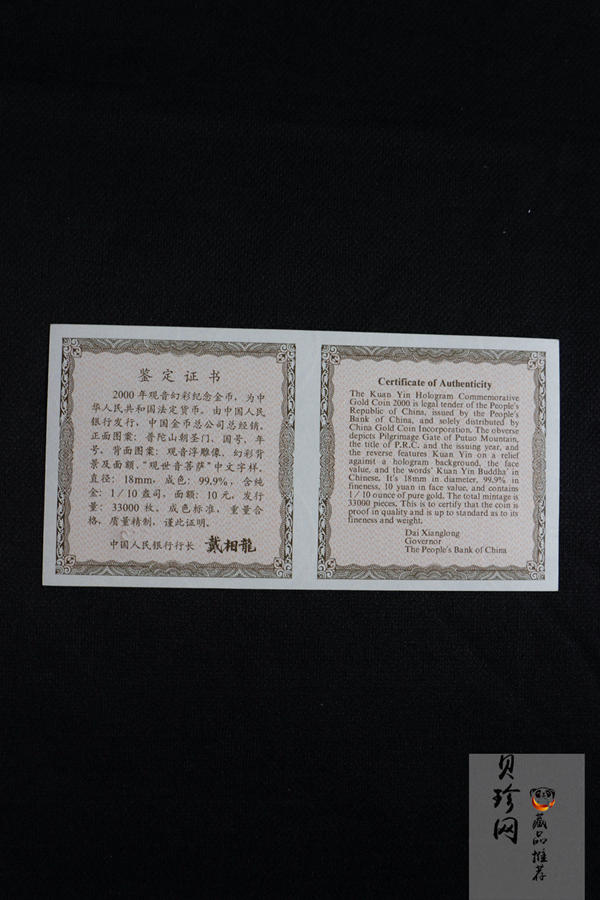 鉴定证书
2000年观音幻彩纪念金币，为中
华人民共和国法定货币，由中国人民
银行发行，中国金币总公司总经销。
正面图案：普陀山朝圣门、国号、年
号。背面图案：观音浮雕像、幻彩背
景及面额、“观世音菩萨”中文字样。
直径：18mm，成色：99.9%，含纯
金：1/10盎司，面额：10元，发行
量：33000枚。成色标准，重量合
格，质量精制，谨此证明。
中国人民银行行长 戴相龍
Certificate of Authenticity
The Kuan Yin Hologram Commemorative
Gold Coin 2000 is legal tender of the People's
Republic of China, issued by the People's
Bank of China, and solely distributed by
China Gold Coin Incorporation. The obverse
depicts Pilgrimage Gate of Putuo Mountain,
the title of P.R.C. and the issuing year, and
the reverse features Kuan Yin on a relief
against a hologram background, the face
value, and the words' Kuan Yin Buddha' in
Chinese. It's 18mm in diameter, 99.9% in
fineness, 10 yuan in face value, and contains
1/10 ounce of pure gold. The total mintage is
33000 pieces. This is to certify that the coin is
proof in quality and is up to standard as to its
fineness and weight.
Dai Xianglong
Governor
The People's Bank of China
贝珍网
藏品推荐